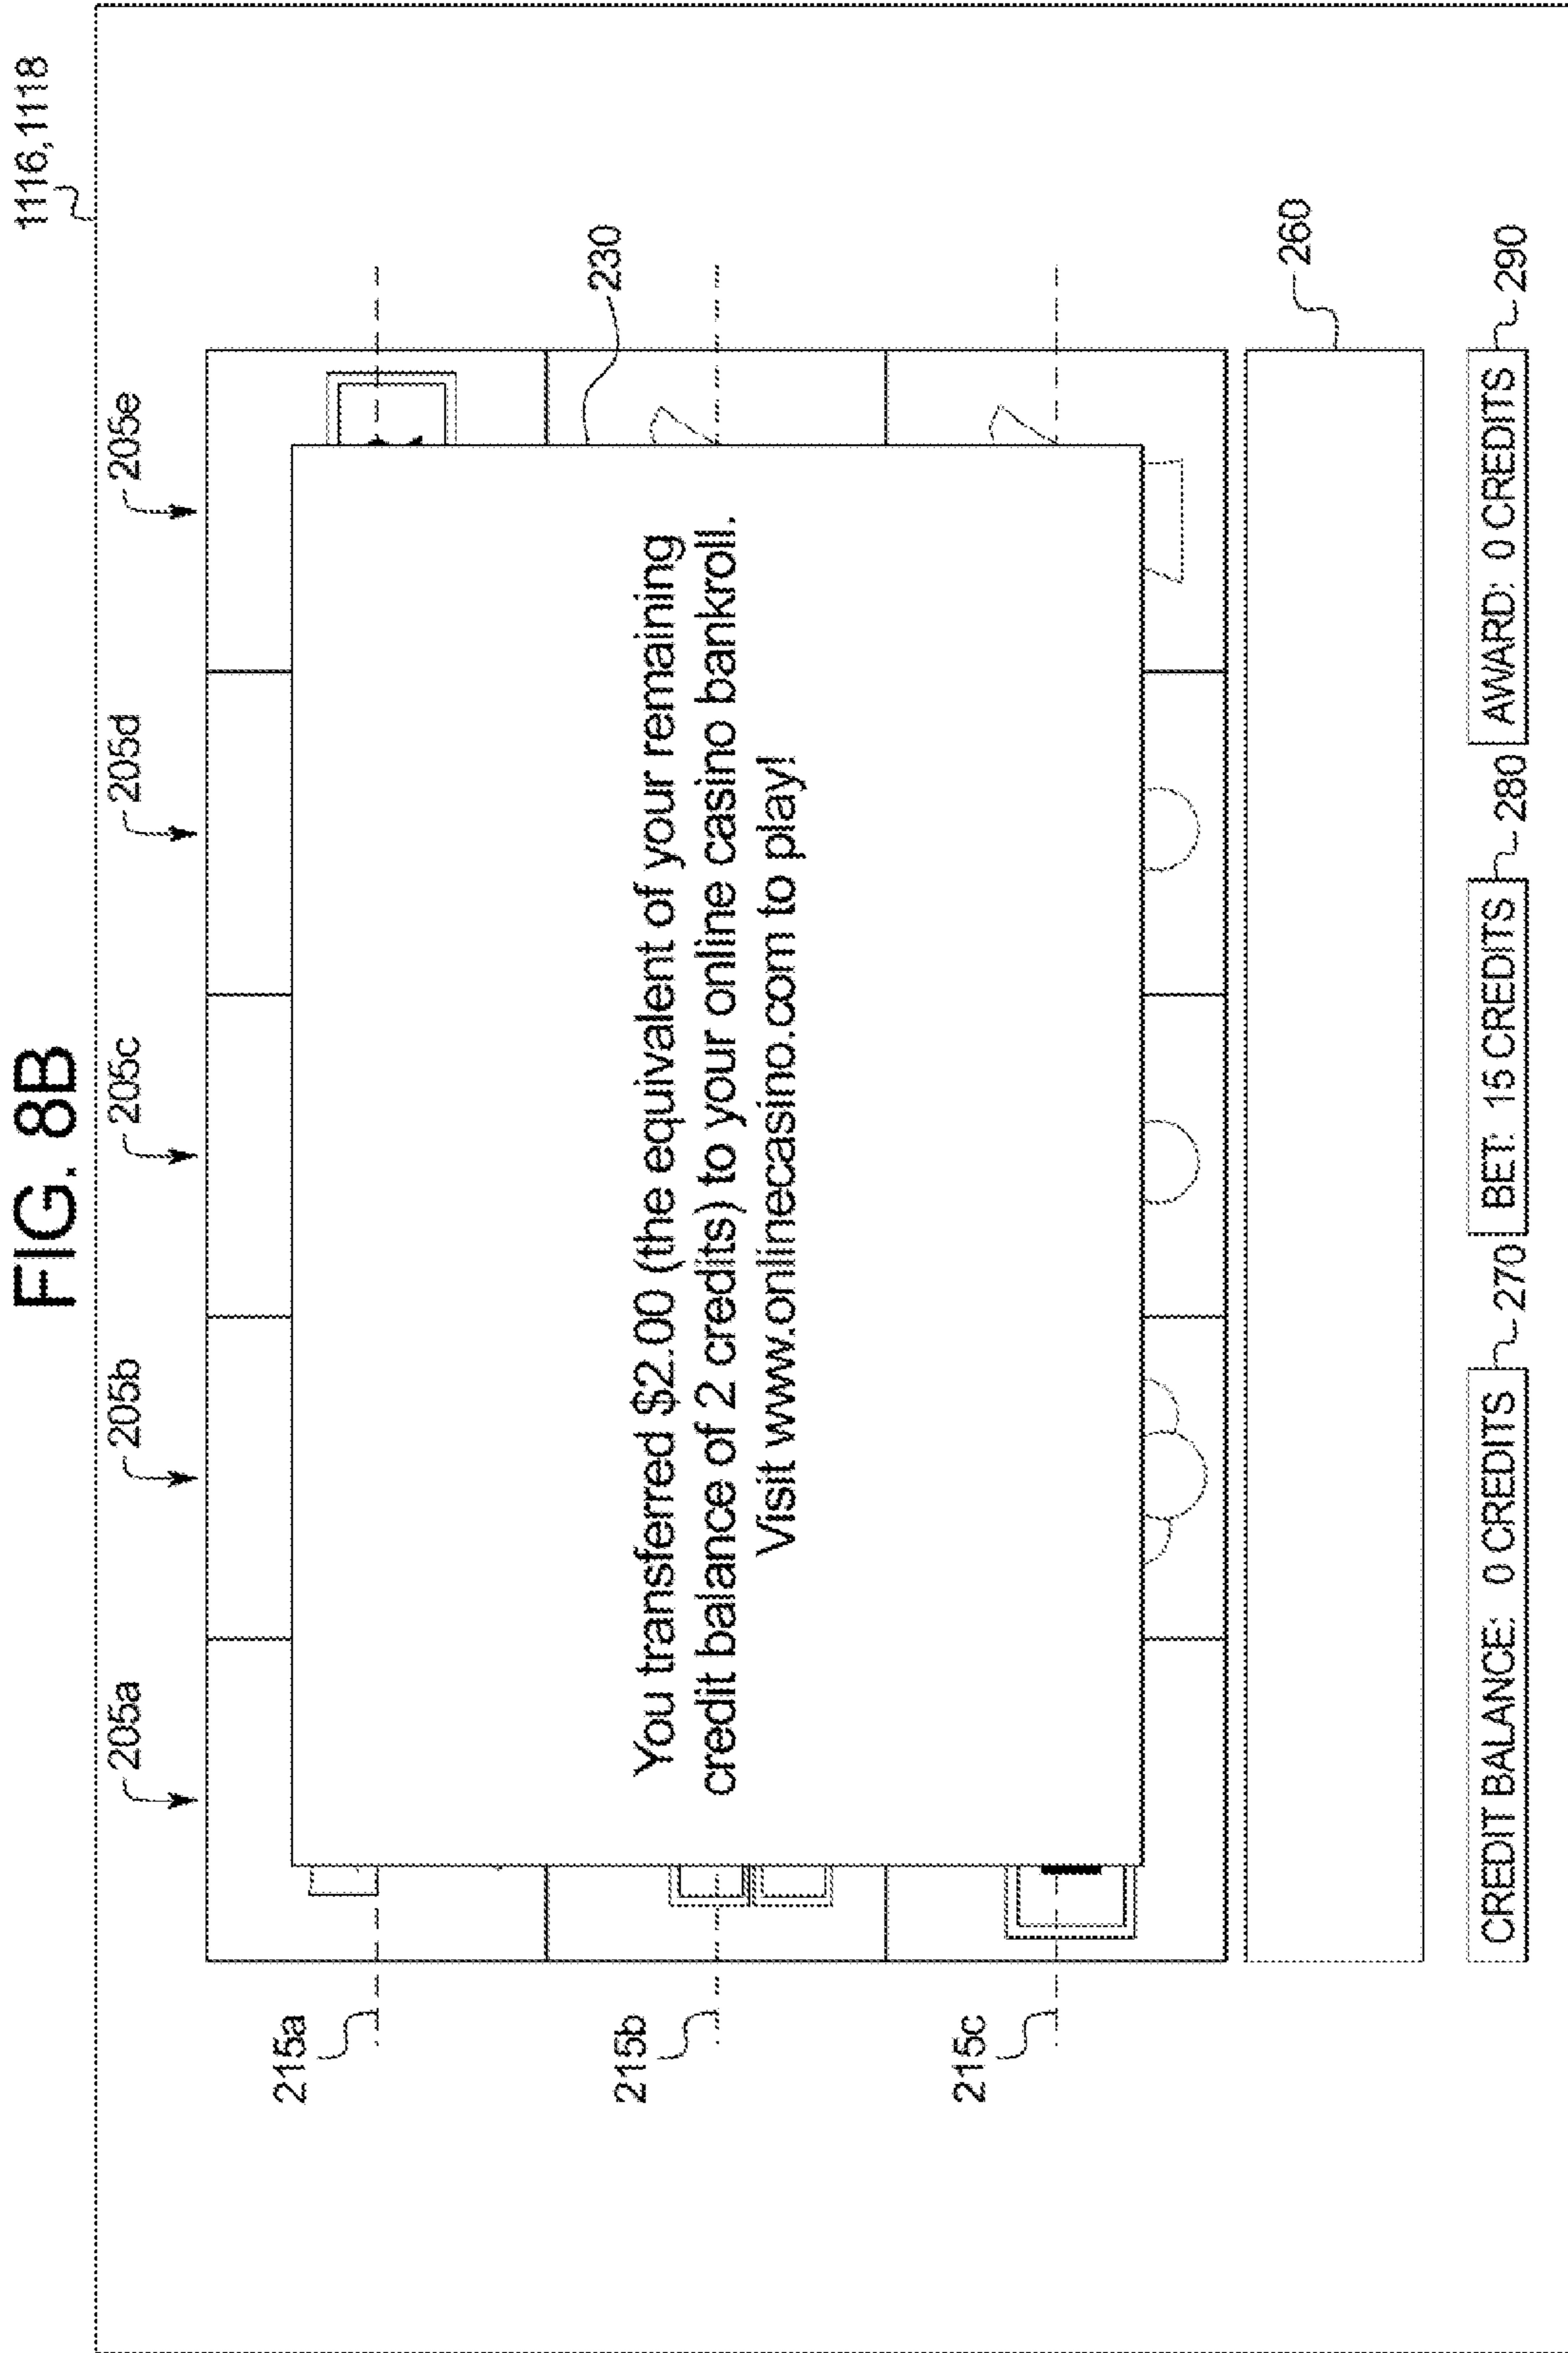 FIG. 8B
1116,1118
205a
205b
205c
205d
205e
215a
215b
215c
230
You transferred $2.00 (the equivalent of your remaining
credit balance of 2 credits) to your online casino bankroll.
Visit www.onlinecasino.com to play!
260
CREDIT BALANCE: 0 CREDITS
270
BET: 15 CREDITS
280
AWARD: 0 CREDITS
290